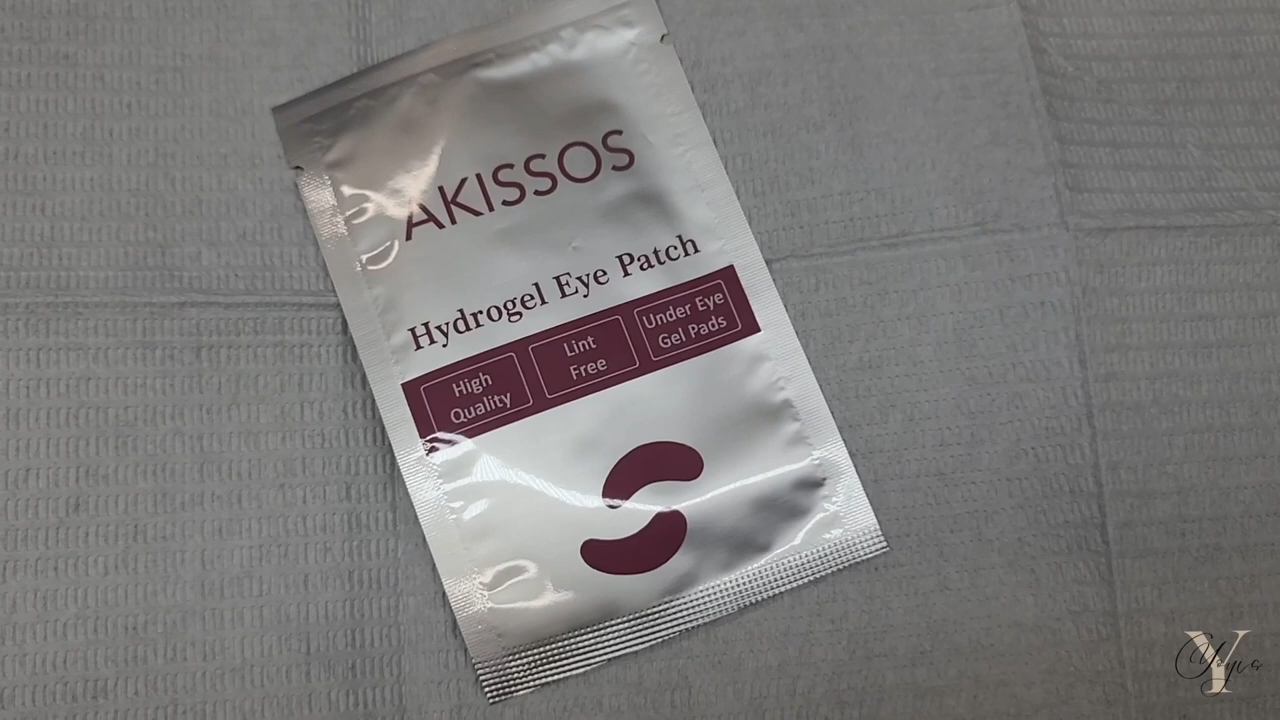 AKISSOS
Hydrogel Eye Patch
High
Quality
Lint
Free
Under Eye
Gel Pads
Y